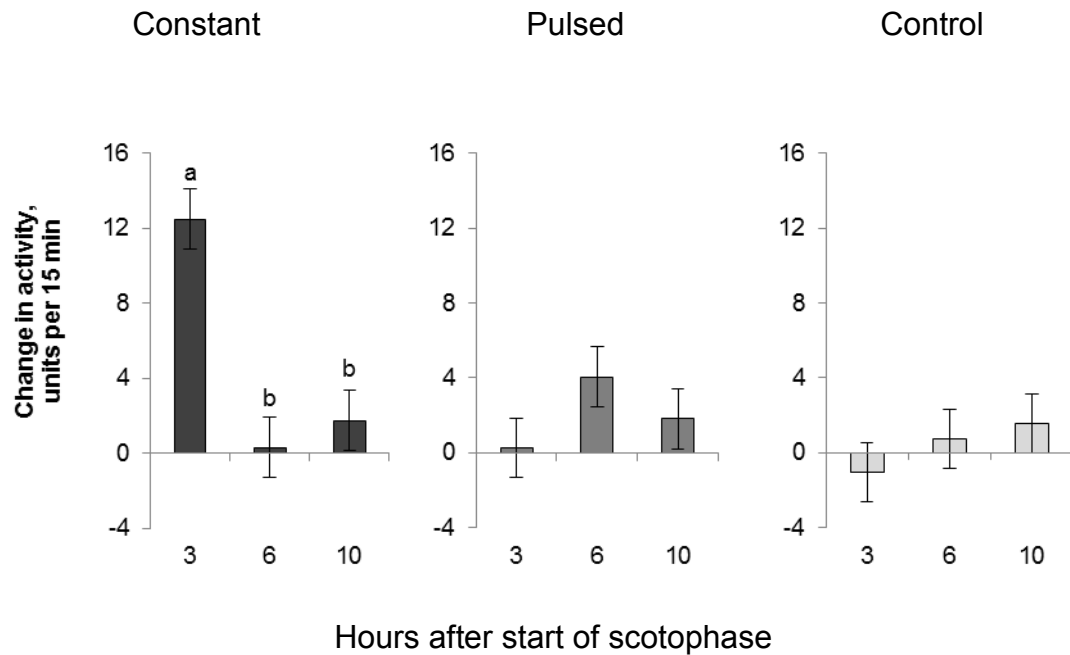 Constant Pulsed Control
Change in activity,
units per 15 min
16 16 16
a
12 12 12
8 8 8
4 4 4
b b
0 0 0
-4 -4 -4
3 6 10 3 6 10 3 6 10
Hours after start of scotophase